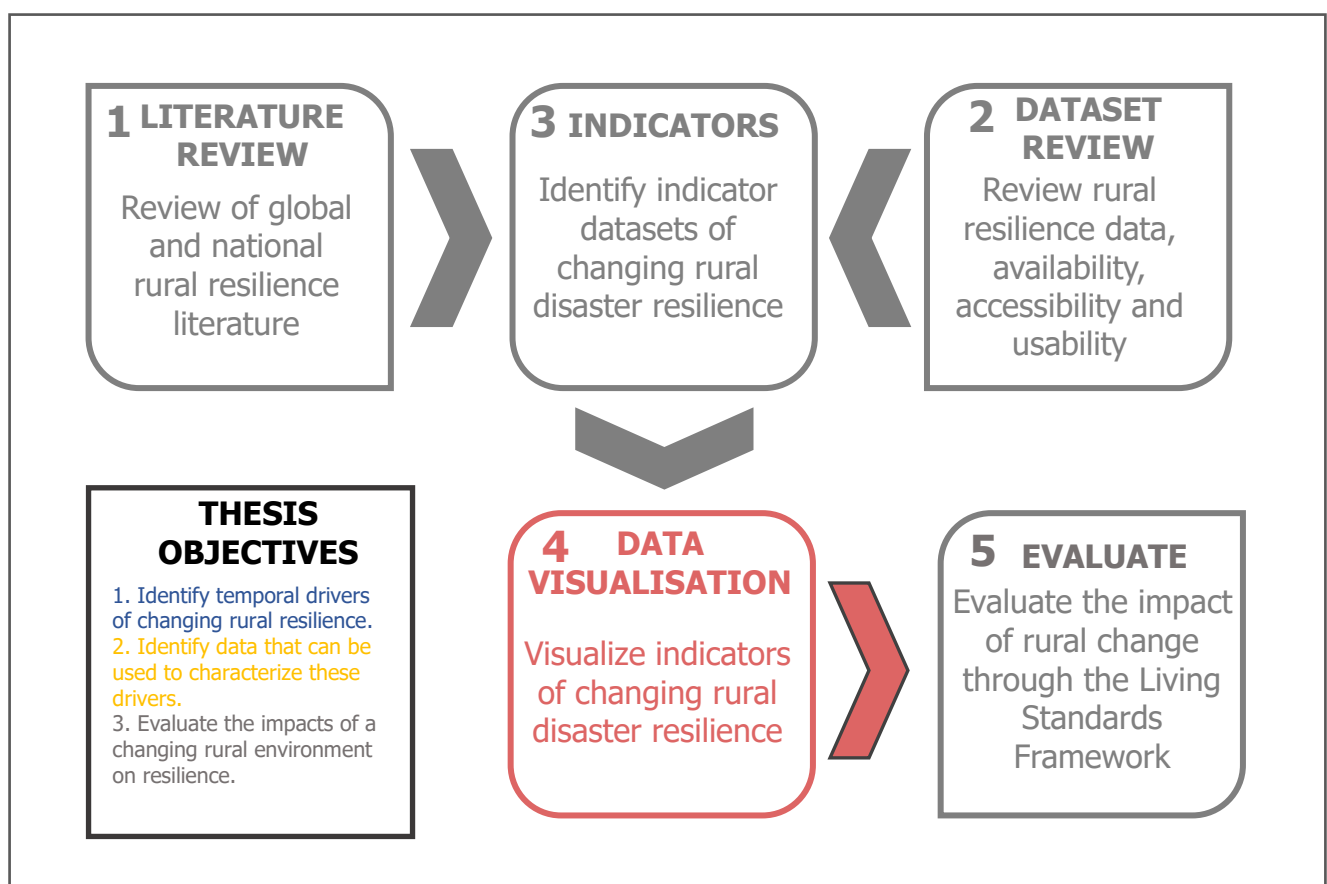 1 LITERATURE
REVIEW
Review of global
and national
rural resilience
literature
3 INDICATORS
Identify indicator
datasets of
changing rural
disaster resilience
2 DATASET
REVIEW
Review rural
resilience data,
availability,
accessibility and
usability
THESIS
OBJECTIVES
1. Identify temporal drivers
of changing rural resilience.
2. Identify data that can be
used to characterize these
drivers.
3. Evaluate the impacts of a
changing rural environment
on resilience.
4 DATA
VISUALISATION
Visualize indicators
of changing rural
disaster resilience
5 EVALUATE
Evaluate the impact
of rural change
through the Living
Standards
Framework